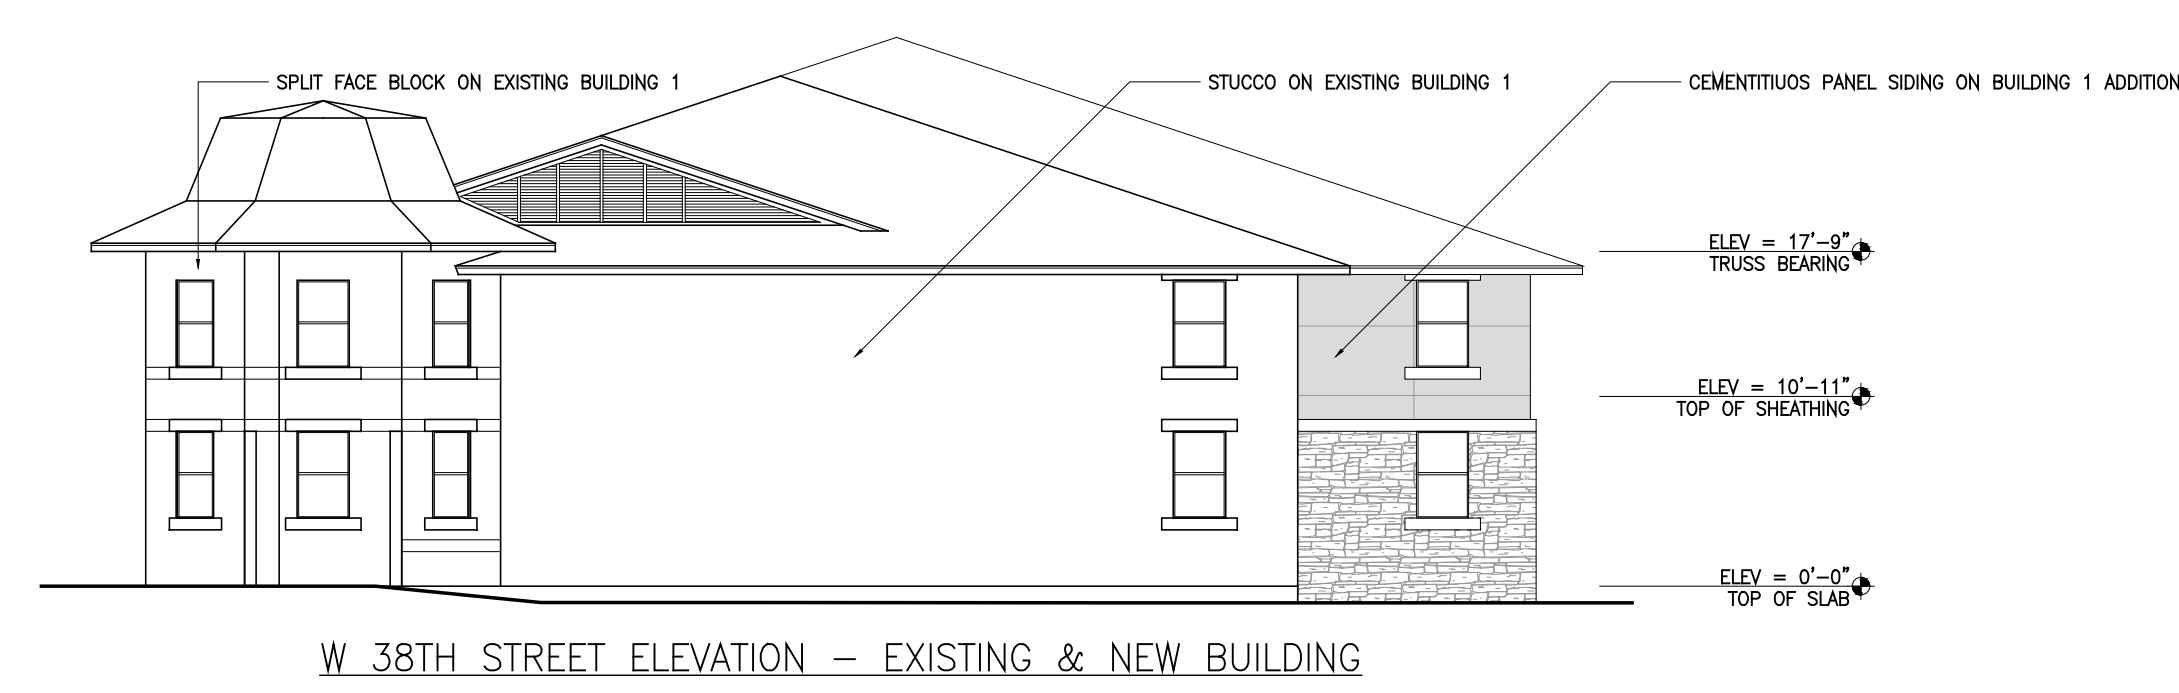 SPLIT FACE BLOCK ON EXISTING BUILDING 1
STUCCO ON EXISTING BUILDING 1
CEMENTITIUOS PANEL SIDING ON BUILDING 1 ADDITION
ELEV = 17'-9"
TRUSS BEARING
ELEV = 10'-11"
TOP OF SHEATHING
ELEV = 0'-0"
TOP OF SLAB
W 38TH STREET ELEVATION – EXISTING & NEW BUILDING